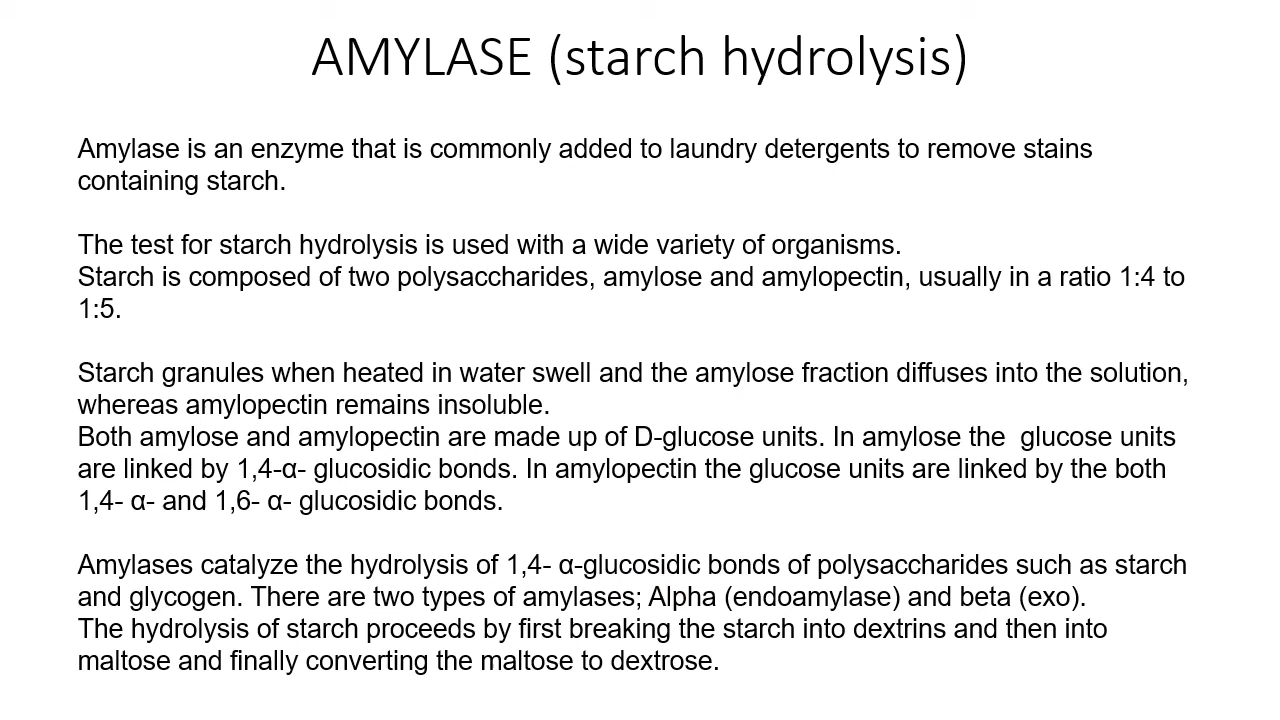 AMYLASE (starch hydrolysis)
Amylase is an enzyme that is commonly added to laundry detergents to remove stains
containing starch.
The test for starch hydrolysis is used with a wide variety of organisms.
Starch is composed of two polysaccharides, amylose and amylopectin, usually in a ratio 1:4 to
1:5.
Starch granules when heated in water swell and the amylose fraction diffuses into the solution,
whereas amylopectin remains insoluble.
Both amylose and amylopectin are made up of D-glucose units. In amylose the  glucose units
are linked by 1,4-α- glucosidic bonds. In amylopectin the glucose units are linked by the both
1,4- α- and 1,6- α- glucosidic bonds.
Amylases catalyze the hydrolysis of 1,4- α-glucosidic bonds of polysaccharides such as starch
and glycogen. There are two types of amylases; Alpha (endoamylase) and beta (exo).
The hydrolysis of starch proceeds by first breaking the starch into dextrins and then into
maltose and finally converting the maltose to dextrose.